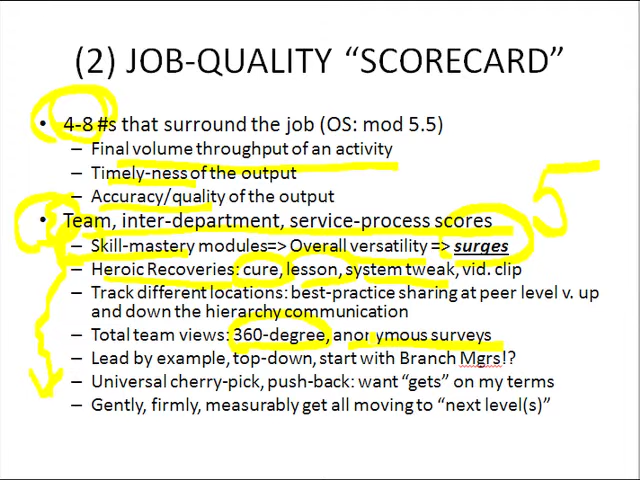 (2) JOB-QUALITY “SCORECARD”
• 4-8 #s that surround the job (OS: mod 5.5)
– Final volume throughput of an activity
– Timely-ness of the output
– Accuracy/quality of the output
5
• Team, inter-department, service-process scores
– Skill-mastery modules=> Overall versatility => surges
– Heroic Recoveries: cure, lesson, system tweak, vid. clip
– Track different locations: best-practice sharing at peer level v. up
and down the hierarchy communication
– Total team views: 360-degree, anonymous surveys
– Lead by example, top-down, start with Branch Mgrs!?
– Universal cherry-pick, push-back: want “gets” on my terms
– Gently, firmly, measurably get all moving to “next level(s)”